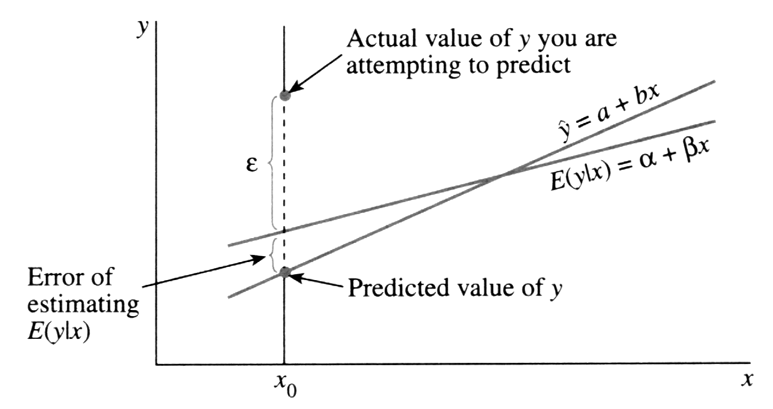 y
Actual value of y you are
attempting to predict
ŷ = a + bx
ε
E(y|x) = α + βx
Error of
estimating
E(y|x)
Predicted value of y
x₀
x